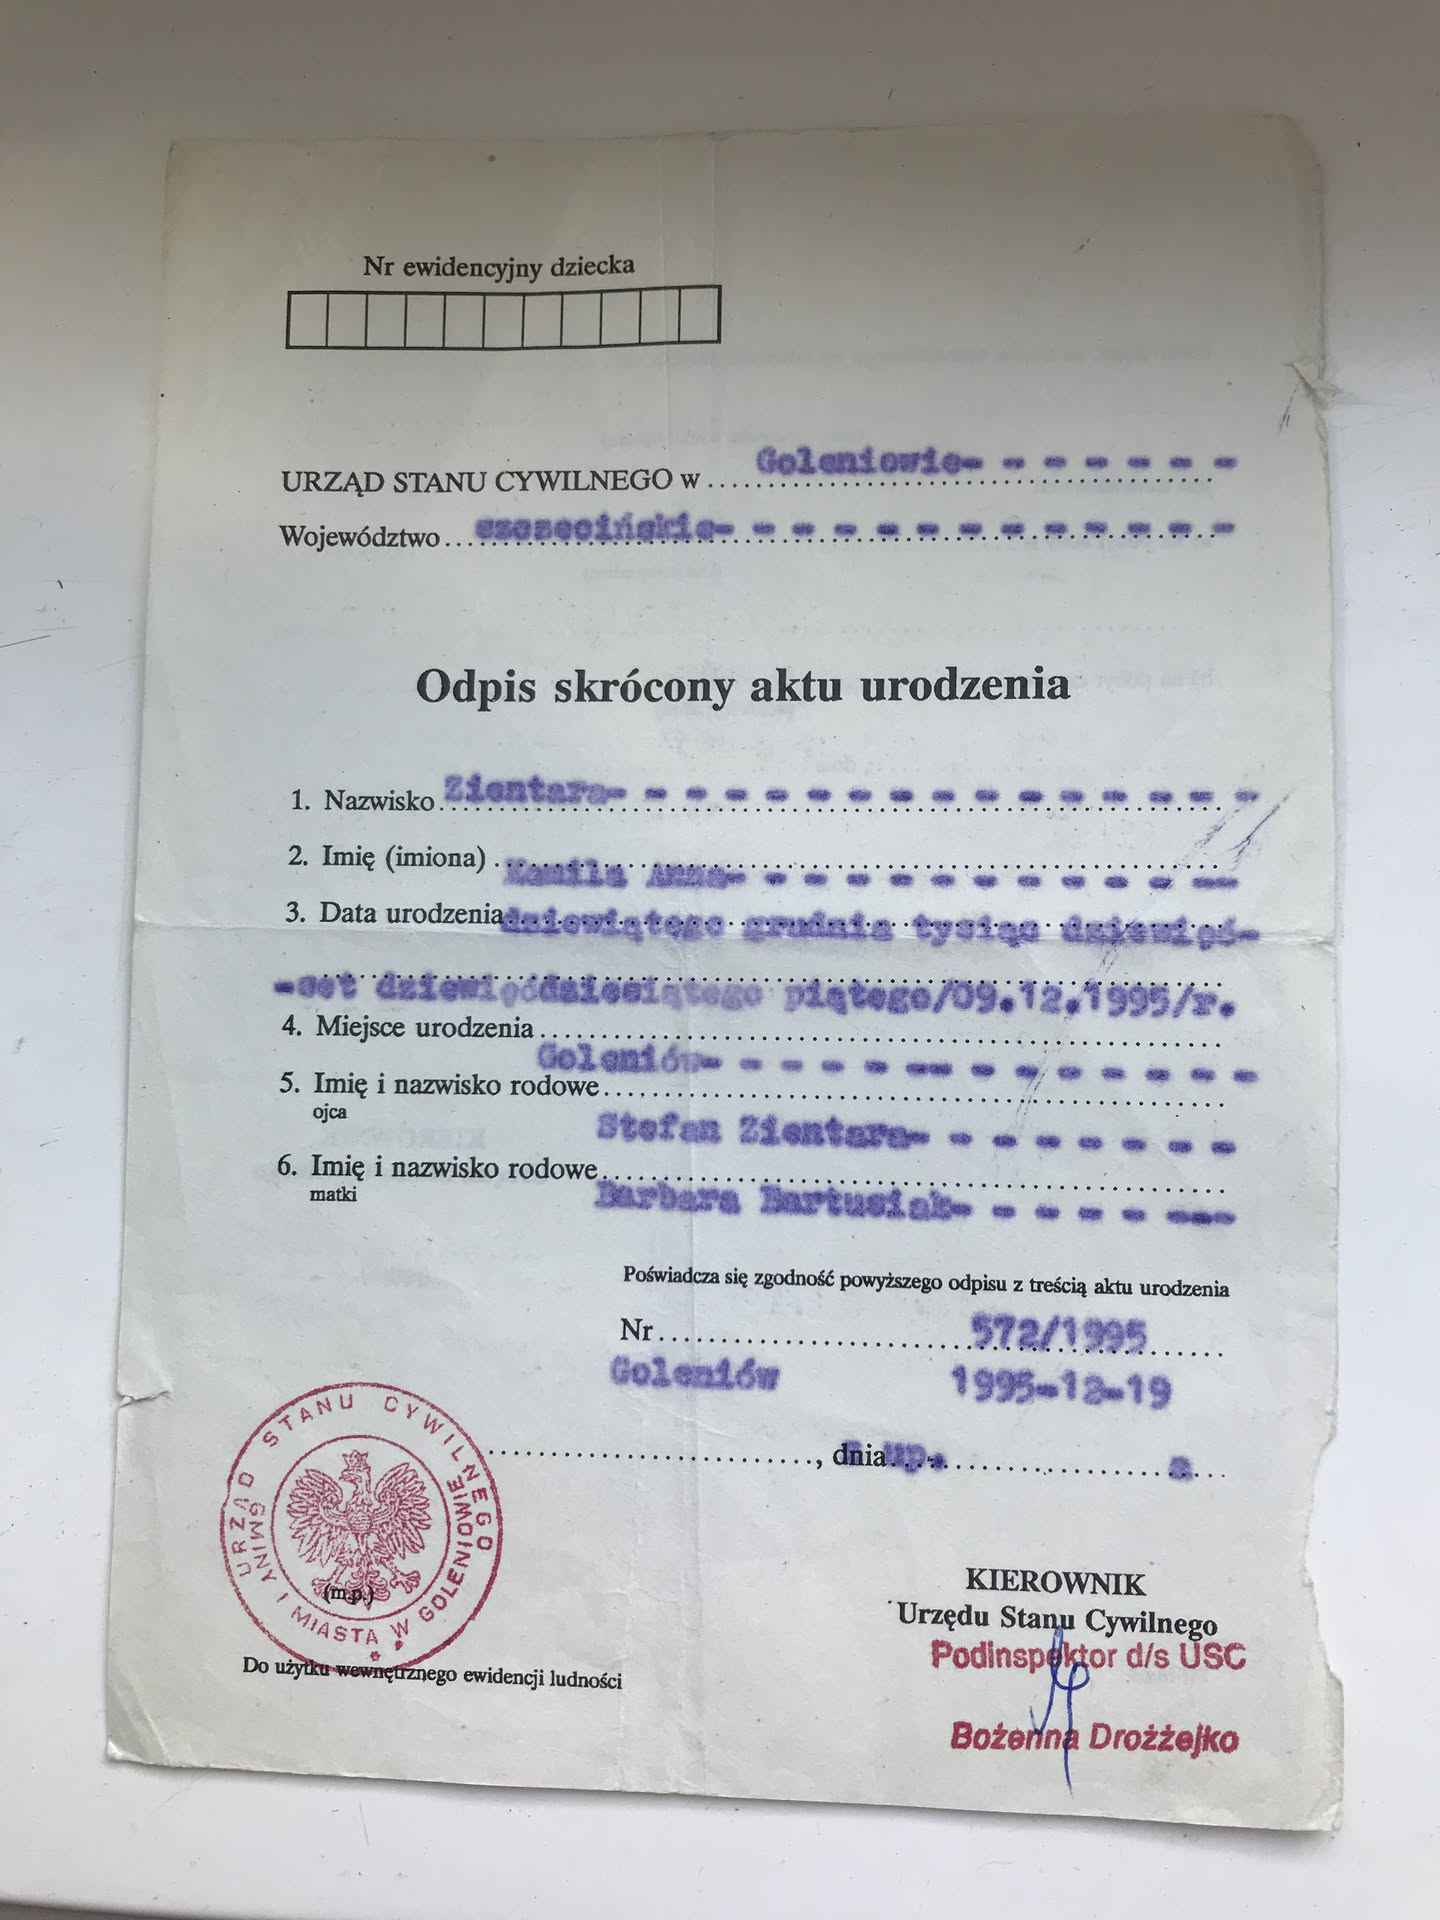 Nr ewidencyjny dziecka
URZĄD STANU CYWILNEGO w Goleniowie- - - - - - -
Województwo szczecińskie- - - - - - - - - - - - -
Odpis skrócony aktu urodzenia
1. Nazwisko Zientara- - - - - - - - - - - - - - - -
2. Imię (imiona) Kamila Anna- - - - - - - - - - - --
3. Data urodzenia dziewiątego grudnia tysiąc dziewięć-
-set dziewięćdziesiątego piątego/09.12.1995/r.
4. Miejsce urodzenia
Goleniów- - - - - -- - - - - - - -
5. Imię i nazwisko rodowe
ojca
Stefan Zientara- - - - - - - -
6. Imię i nazwisko rodowe
matki
Barbara Bartusiak- - - - - ---
Poświadcza się zgodność powyższego odpisu z treścią aktu urodzenia
Nr 572/1995
Goleniów 1995-12-19
, dnia
URZĄD STANU CYWILNEGO
GMINY I MIASTA W GOLENIOWIE
(m.p.)
KIEROWNIK
Urzędu Stanu Cywilnego
Podinspektor d/s USC
Do użytku wewnętrznego ewidencji ludności
Bożenna Drożżejko